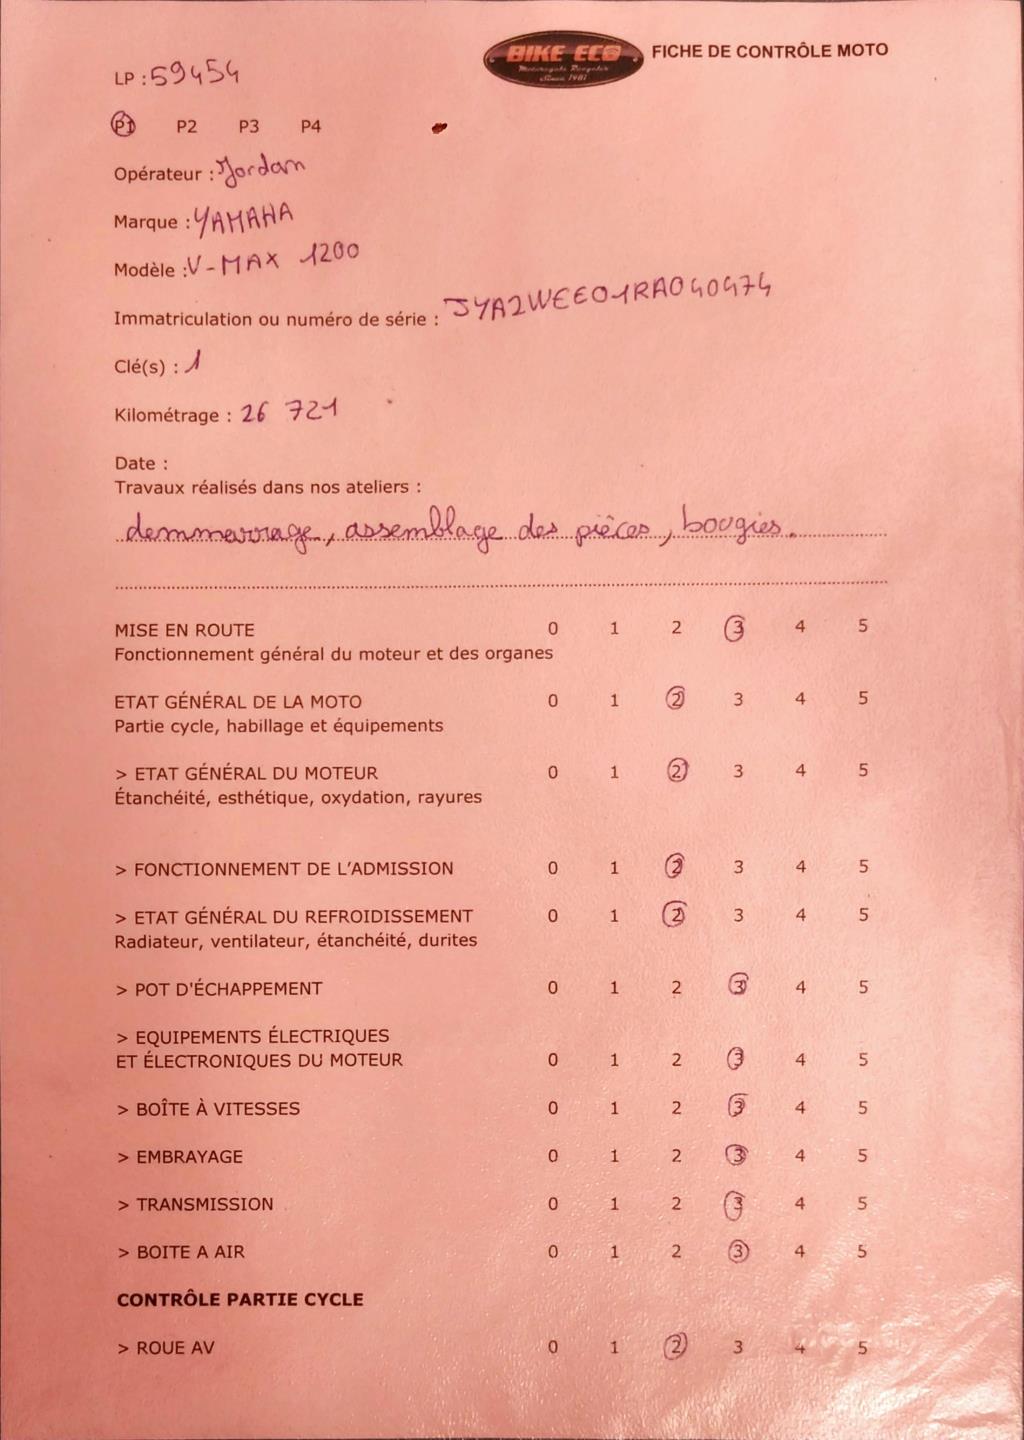 BIKE ECO
Motorcycle Recycler
Since 1981
FICHE DE CONTRÔLE MOTO
LP : 59454
P1 P2 P3 P4
Opérateur : Jordan
Marque : YAMAHA
Modèle : V-MAX 1200
Immatriculation ou numéro de série : JYA2WEE01RA040474
Clé(s) : 1
Kilométrage : 26 721
Date :
Travaux réalisés dans nos ateliers :
demmarrage, assemblage des pièces, bougies.
MISE EN ROUTE 0 1 2 3 4 5
Fonctionnement général du moteur et des organes
ETAT GÉNÉRAL DE LA MOTO 0 1 2 3 4 5
Partie cycle, habillage et équipements
> ETAT GÉNÉRAL DU MOTEUR 0 1 2 3 4 5
Étanchéité, esthétique, oxydation, rayures
> FONCTIONNEMENT DE L'ADMISSION 0 1 2 3 4 5
> ETAT GÉNÉRAL DU REFROIDISSEMENT 0 1 2 3 4 5
Radiateur, ventilateur, étanchéité, durites
> POT D'ÉCHAPPEMENT 0 1 2 3 4 5
> EQUIPEMENTS ÉLECTRIQUES
ET ÉLECTRONIQUES DU MOTEUR 0 1 2 3 4 5
> BOÎTE À VITESSES 0 1 2 3 4 5
> EMBRAYAGE 0 1 2 3 4 5
> TRANSMISSION 0 1 2 3 4 5
> BOITE A AIR 0 1 2 3 4 5
CONTRÔLE PARTIE CYCLE
> ROUE AV 0 1 2 3 4 5